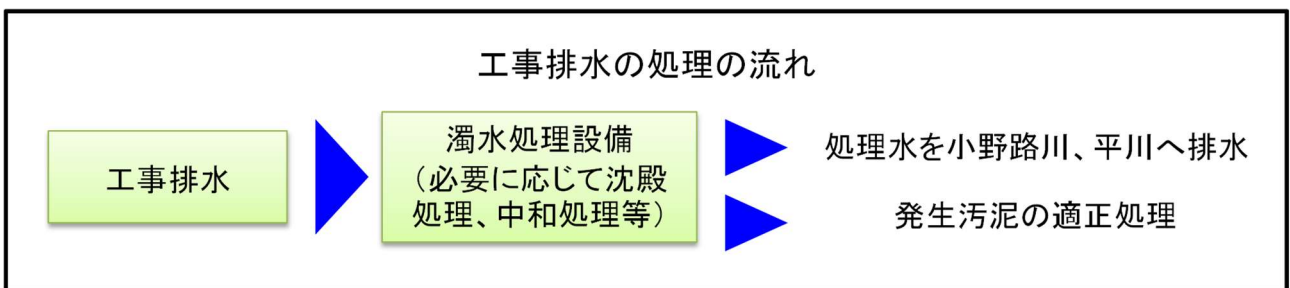 工事排水の処理の流れ
工事排水
濁水処理設備
（必要に応じて沈殿
処理、中和処理等）
処理水を小野路川、平川へ排水
発生汚泥の適正処理